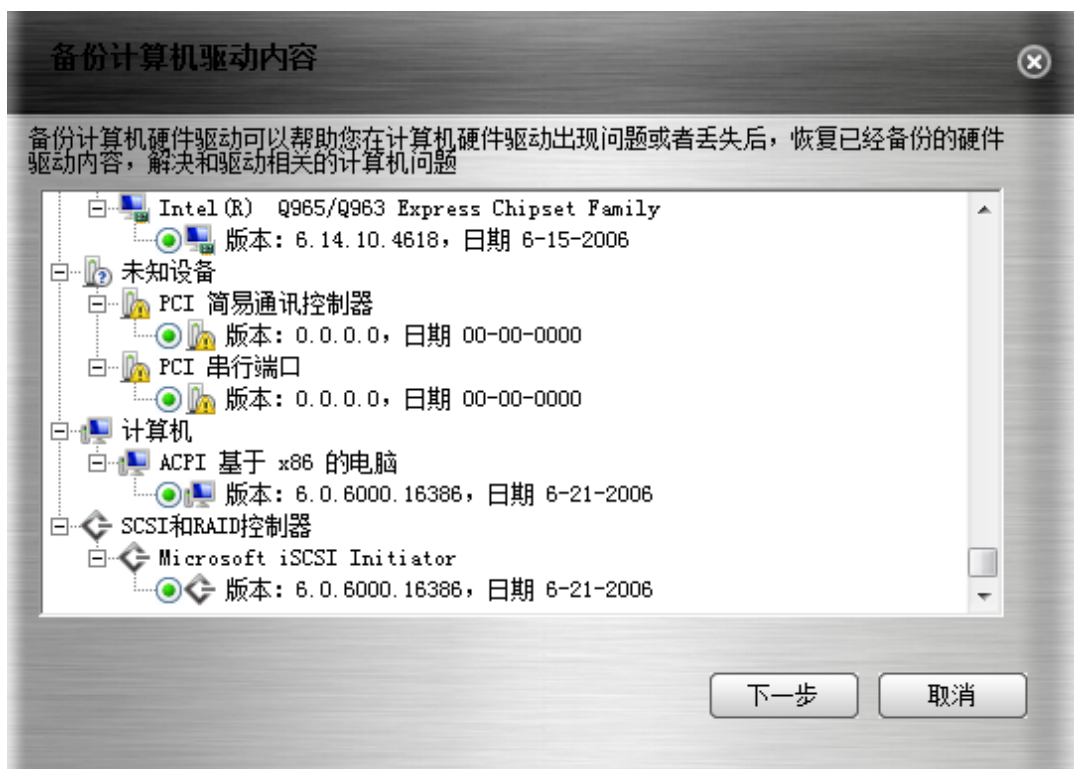 备份计算机驱动内容
备份计算机硬件驱动可以帮助您在计算机硬件驱动出现问题或者丢失后，恢复已经备份的硬件
驱动内容，解决和驱动相关的计算机问题
Intel(R) Q965/Q963 Express Chipset Family
版本：6.14.10.4618，日期 6-15-2006
未知设备
PCI 简易通讯控制器
版本：0.0.0.0，日期 00-00-0000
PCI 串行端口
版本：0.0.0.0，日期 00-00-0000
计算机
ACPI 基于 x86 的电脑
版本：6.0.6000.16386，日期 6-21-2006
SCSI和RAID控制器
Microsoft iSCSI Initiator
版本：6.0.6000.16386，日期 6-21-2006
下一步 取消